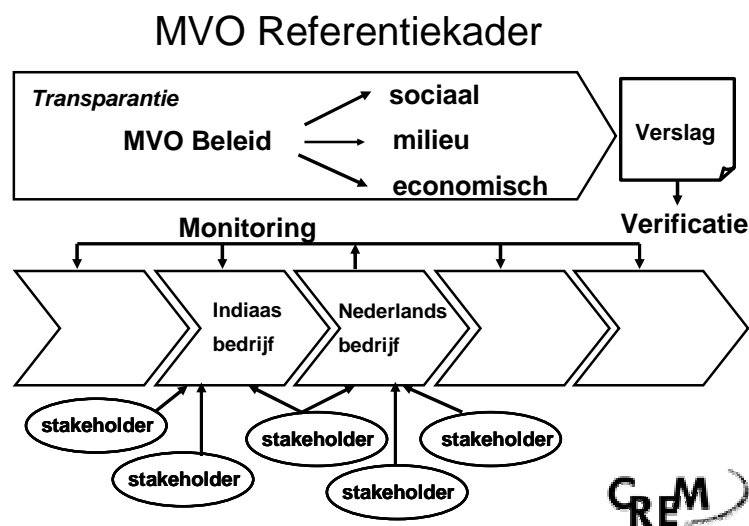 MVO Referentiekader
Transparantie
sociaal
MVO Beleid
milieu
economisch
Verslag
Verificatie
Monitoring
Indiaas
bedrijf
Nederlands
bedrijf
stakeholder
stakeholder
stakeholder
stakeholder
stakeholder
CREM